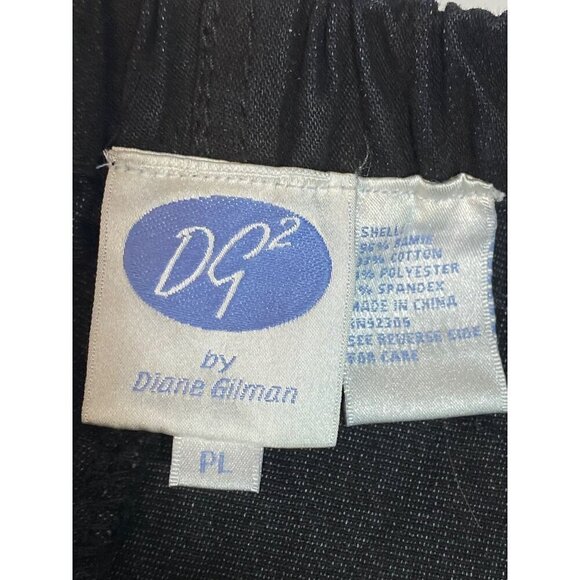 DG²
by
Diane Gilman
PL
SHELL:
RAMIE
COTTON
POLYESTER
SPANDEX
MADE IN CHINA
SEE REVERSE SIDE
FOR CARE